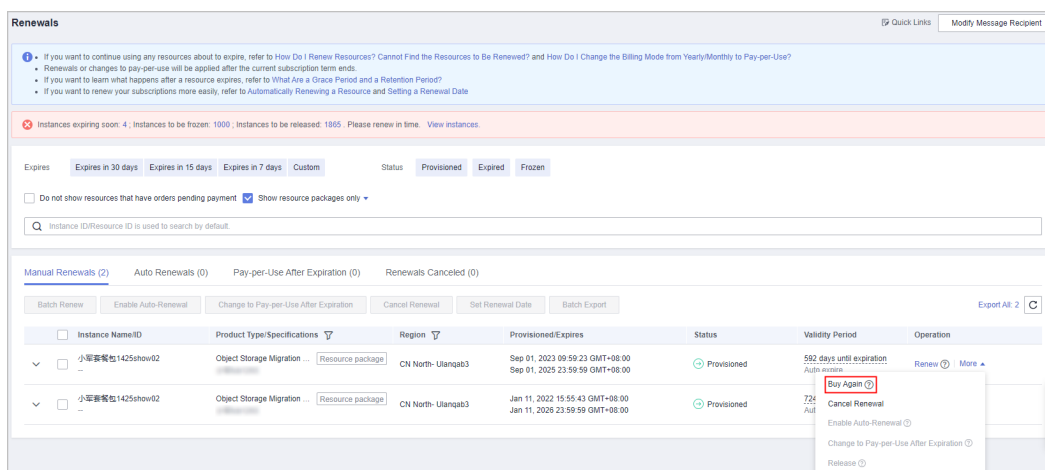 Renewals
Quick Links
Modify Message Recipient
If you want to continue using any resources about to expire, refer to How Do I Renew Resources? Cannot Find the Resources to Be Renewed? and How Do I Change the Billing Mode from Yearly/Monthly to Pay-per-Use?
Renewals or changes to pay-per-use will be applied after the current subscription term ends.
If you want to learn what happens after a resource expires, refer to What Are a Grace Period and a Retention Period?
If you want to renew your subscriptions more easily, refer to Automatically Renewing a Resource and Setting a Renewal Date
Instances expiring soon: 4 ; Instances to be frozen: 1000 ; Instances to be released: 1865 . Please renew in time. View instances.
Expires Expires in 30 days Expires in 15 days Expires in 7 days Custom Status Provisioned Expired Frozen
Do not show resources that have orders pending payment Show resource packages only
Instance ID/Resource ID is used to search by default.
Manual Renewals (2) Auto Renewals (0) Pay-per-Use After Expiration (0) Renewals Canceled (0)
Batch Renew Enable Auto-Renewal Change to Pay-per-Use After Expiration Cancel Renewal Set Renewal Date Batch Export Export All: 2
Instance Name/ID Product Type/Specifications Region Provisioned/Expires Status Validity Period Operation
小军套餐包1425show02 Object Storage Migration ... Resource package CN North- Ulanqab3 Sep 01, 2023 09:59:23 GMT+08:00 Provisioned 592 days until expiration Renew More
-- Sep 01, 2025 23:59:59 GMT+08:00 Auto expire
小军套餐包1425show02 Object Storage Migration ... Resource package CN North- Ulanqab3 Jan 11, 2022 15:55:43 GMT+08:00 Provisioned 724
-- Jan 11, 2026 23:59:59 GMT+08:00 Aut
Buy Again
Cancel Renewal
Enable Auto-Renewal
Change to Pay-per-Use After Expiration
Release